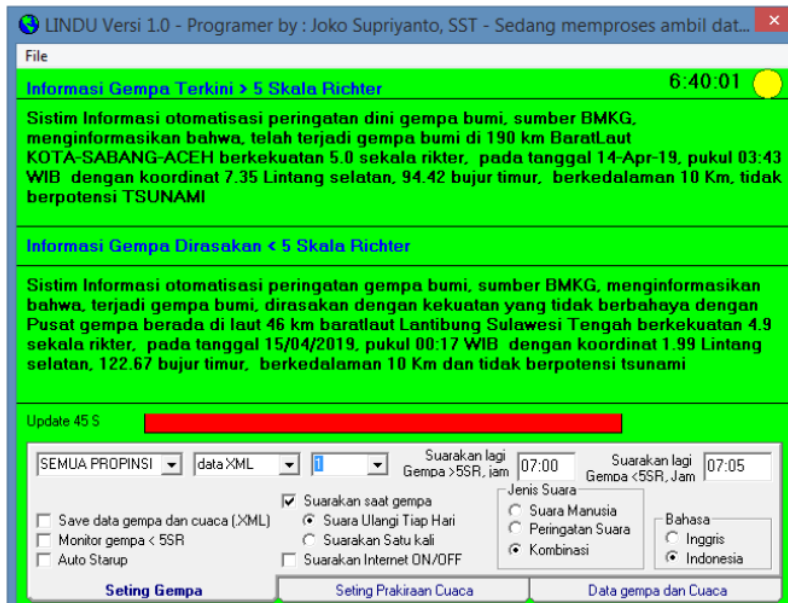 LINDU Versi 1.0 - Programer by : Joko Supriyanto, SST - Sedang memproses ambil dat...
File
Informasi Gempa Terkini > 5 Skala Richter
6:40:01
Sistim Informasi otomatisasi peringatan dini gempa bumi, sumber BMKG,
menginformasikan bahwa, telah terjadi gempa bumi di 190 km BaratLaut
KOTA-SABANG-ACEH berkekuatan 5.0 sekala rikter, pada tanggal 14-Apr-19, pukul 03:43
WIB dengan koordinat 7.35 Lintang selatan, 94.42 bujur timur, berkedalaman 10 Km, tidak
berpotensi TSUNAMI
Informasi Gempa Dirasakan < 5 Skala Richter
Sistim Informasi otomatisasi peringatan gempa bumi, sumber BMKG, menginformasikan
bahwa, terjadi gempa bumi, dirasakan dengan kekuatan yang tidak berbahaya dengan
Pusat gempa berada di laut 46 km baratlaut Lantibung Sulawesi Tengah berkekuatan 4.9
sekala rikter, pada tanggal 15/04/2019, pukul 00:17 WIB dengan koordinat 1.99 Lintang
selatan, 122.67 bujur timur, berkedalaman 10 Km dan tidak berpotensi tsunami
Update 45 S
SEMUA PROPINSI
data XML
1
Suarakan lagi
Gempa >5SR, jam
07:00
Suarakan lagi
Gempa <5SR, Jam
07:05
Save data gempa dan cuaca (.XML)
Monitor gempa < 5SR
Auto Starup
Suarakan saat gempa
Suara Ulangi Tiap Hari
Suarakan Satu kali
Suarakan Internet ON/OFF
Jenis Suara
Suara Manusia
Peringatan Suara
Kombinasi
Bahasa
Inggris
Indonesia
Seting Gempa
Seting Prakiraan Cuaca
Data gempa dan Cuaca